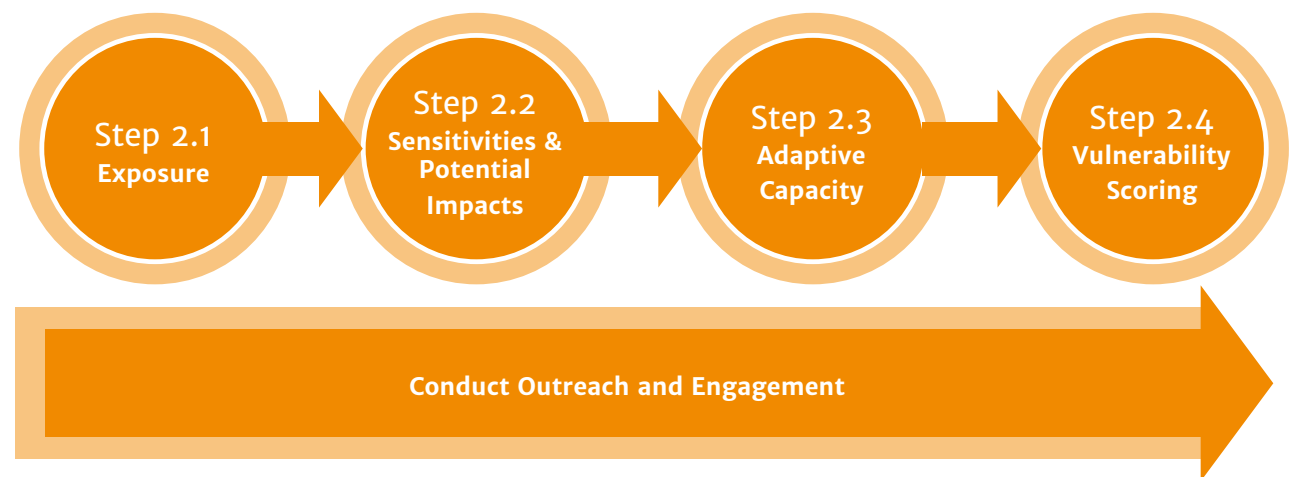 Step 2.1
Exposure
Step 2.2
Sensitivities &
Potential
Impacts
Step 2.3
Adaptive
Capacity
Step 2.4
Vulnerability
Scoring
Conduct Outreach and Engagement